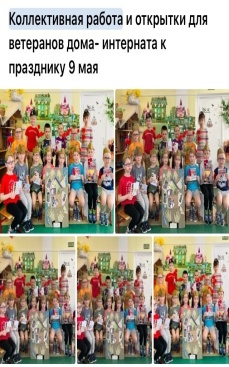 Коллективная работа и открытки для
ветеранов дома- интерната к
празднику 9 мая